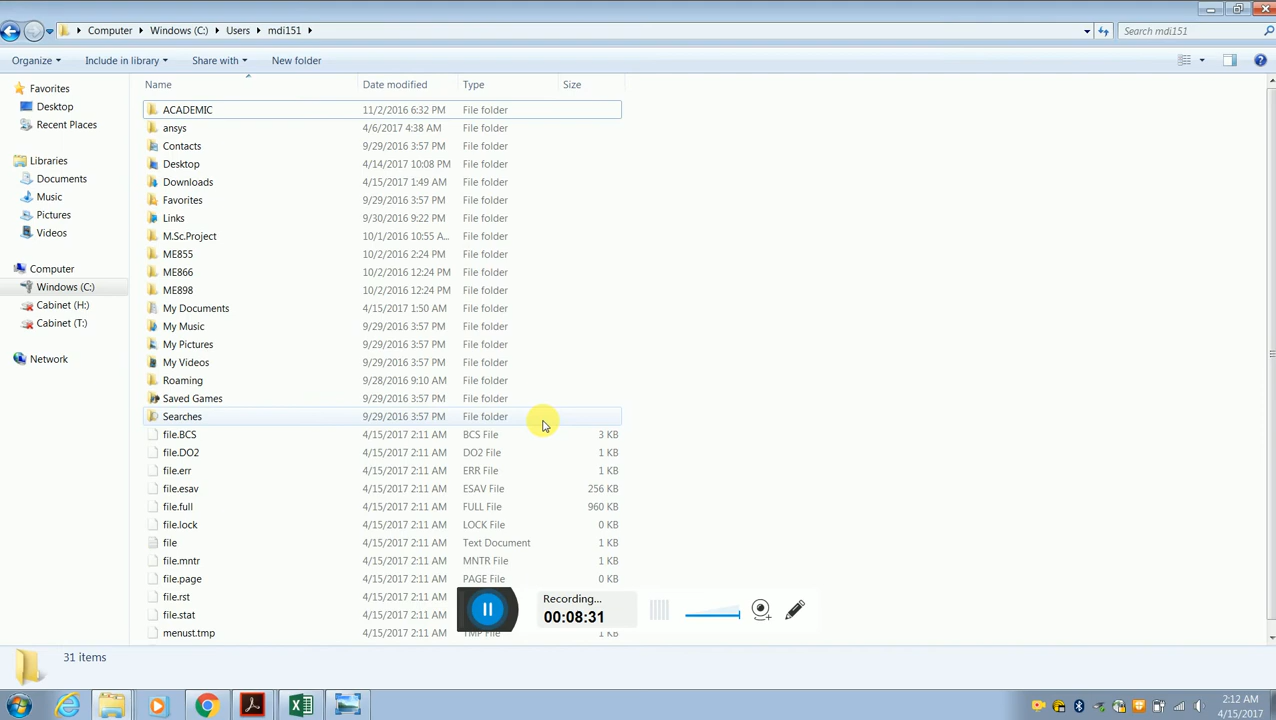 Computer Windows (C:) Users mdi151 Search mdi151
Organize Include in library Share with New folder
Name Date modified Type Size
Favorites
Desktop
Recent Places
Libraries
Documents
Music
Pictures
Videos
Computer
Windows (C:)
Cabinet (H:)
Cabinet (T:)
Network
ACADEMIC 11/2/2016 6:32 PM File folder
ansys 4/6/2017 4:38 AM File folder
Contacts 9/29/2016 3:57 PM File folder
Desktop 4/14/2017 10:08 PM File folder
Downloads 4/15/2017 1:49 AM File folder
Favorites 9/29/2016 3:57 PM File folder
Links 9/30/2016 9:22 PM File folder
M.Sc.Project 10/1/2016 10:55 A... File folder
ME855 10/2/2016 2:24 PM File folder
ME866 10/2/2016 12:24 PM File folder
ME898 10/2/2016 12:24 PM File folder
My Documents 4/15/2017 1:50 AM File folder
My Music 9/29/2016 3:57 PM File folder
My Pictures 9/29/2016 3:57 PM File folder
My Videos 9/29/2016 3:57 PM File folder
Roaming 9/28/2016 9:10 AM File folder
Saved Games 9/29/2016 3:57 PM File folder
Searches 9/29/2016 3:57 PM File folder
file.BCS 4/15/2017 2:11 AM BCS File 3 KB
file.DO2 4/15/2017 2:11 AM DO2 File 1 KB
file.err 4/15/2017 2:11 AM ERR File 1 KB
file.esav 4/15/2017 2:11 AM ESAV File 256 KB
file.full 4/15/2017 2:11 AM FULL File 960 KB
file.lock 4/15/2017 2:11 AM LOCK File 0 KB
file 4/15/2017 2:11 AM Text Document 1 KB
file.mntr 4/15/2017 2:11 AM MNTR File 1 KB
file.page 4/15/2017 2:11 AM PAGE File 0 KB
file.rst 4/15/2017 2:11 AM
file.stat 4/15/2017 2:11 AM
menust.tmp 4/15/2017 2:11 AM TMP File 1 KB
Recording...
00:08:31
31 items
2:12 AM
4/15/2017